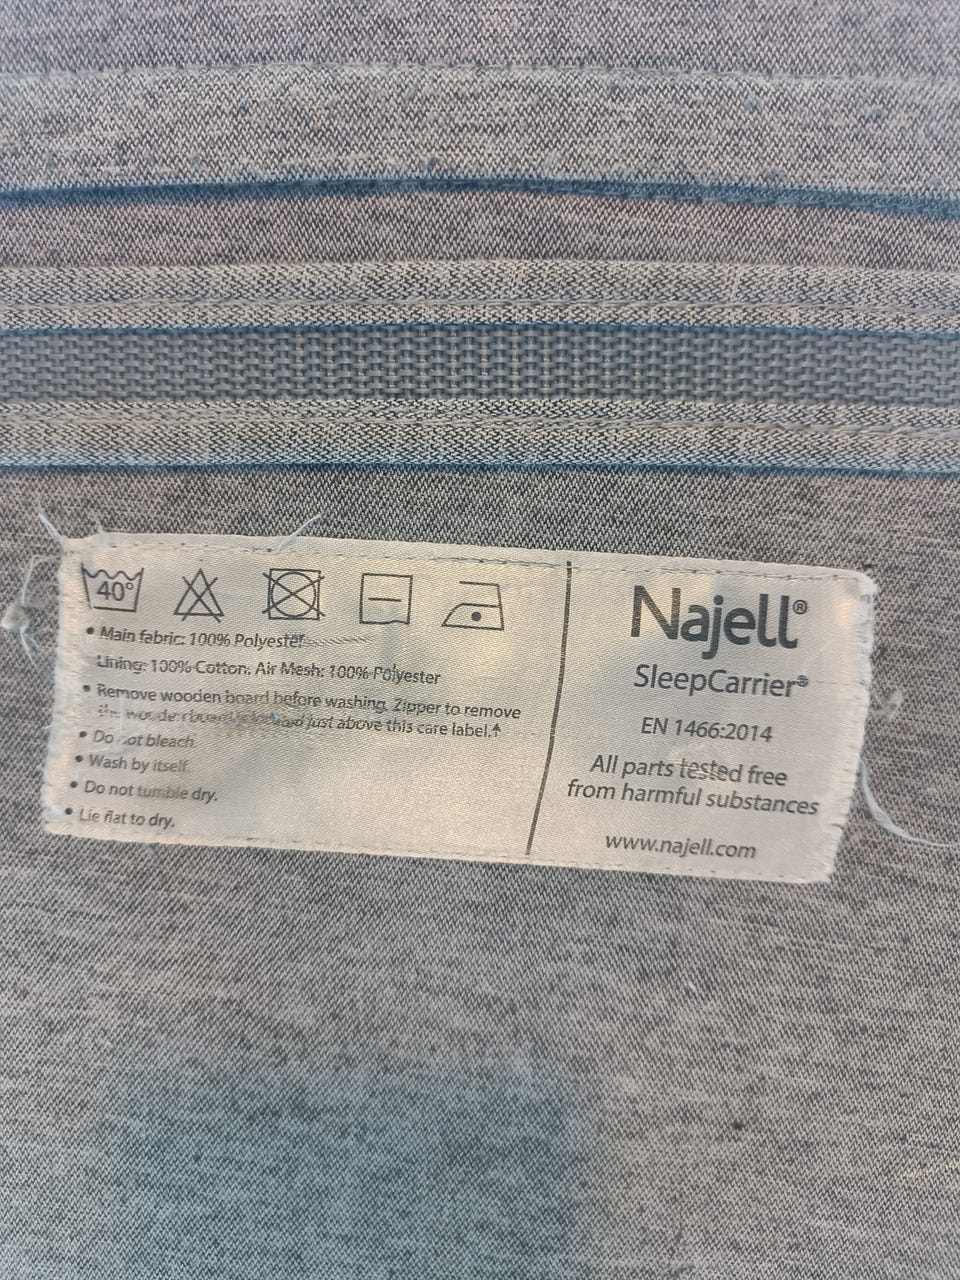 40°
• Main fabric: 100% Polyester
Lining: 100% Cotton, Air Mesh: 100% Polyester
• Remove wooden board before washing. Zipper to remove
the located just above this care label.↑
• Do not bleach.
• Wash by itself.
• Do not tumble dry.
• Lie flat to dry.
Najell®
SleepCarrier®
EN 1466:2014
All parts tested free
from harmful substances
www.najell.com